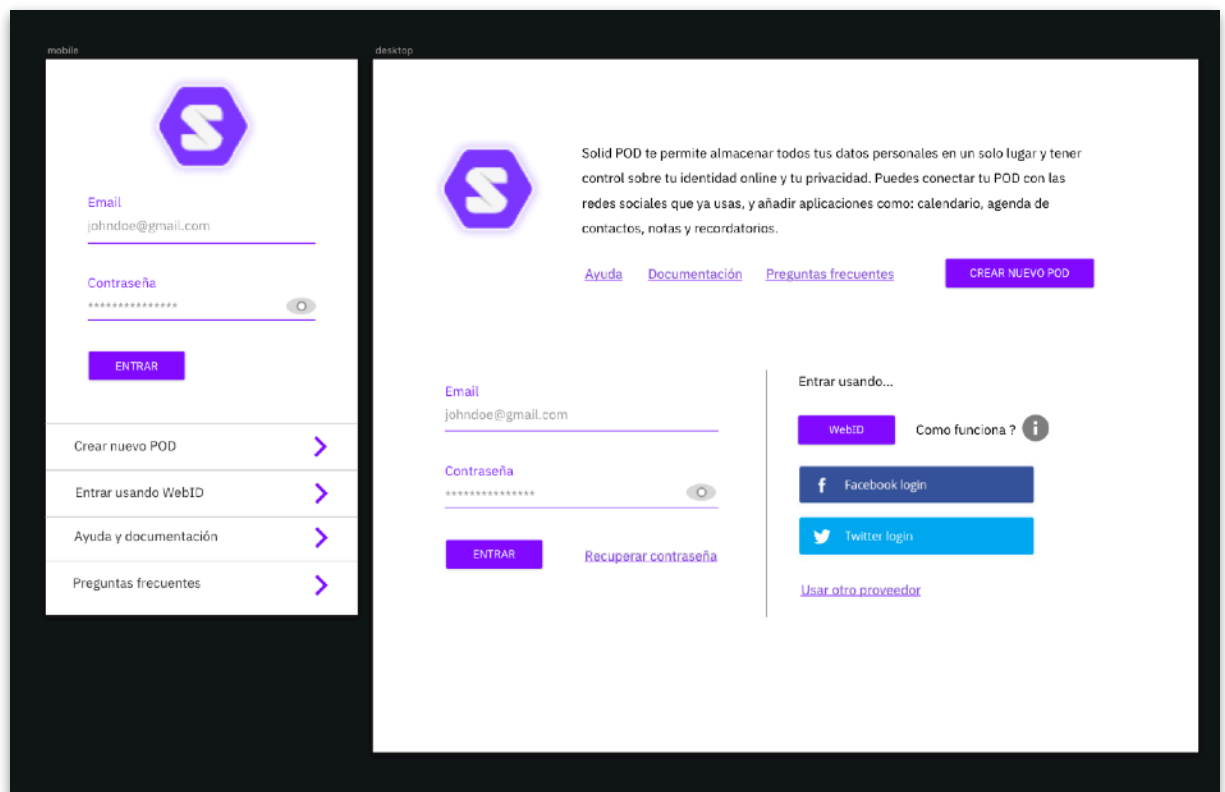 mobile
Email
johndoe@gmail.com
Contraseña
***************
ENTRAR
Crear nuevo POD
Entrar usando WebID
Ayuda y documentación
Preguntas frecuentes
desktop
Solid POD te permite almacenar todos tus datos personales en un solo lugar y tener
control sobre tu identidad online y tu privacidad. Puedes conectar tu POD con las
redes sociales que ya usas, y añadir aplicaciones como: calendario, agenda de
contactos, notas y recordatorios.
Ayuda Documentación Preguntas frecuentes CREAR NUEVO POD
Email
johndoe@gmail.com
Contraseña
***************
ENTRAR Recuperar contraseña
Entrar usando...
WebID Como funciona ?
Facebook login
Twitter login
Usar otro proveedor